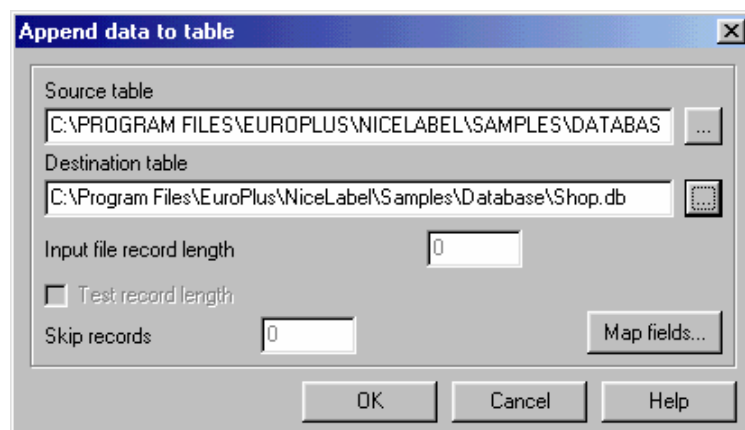 Append data to table
Source table
C:\PROGRAM FILES\EUROPLUS\NICELABEL\SAMPLES\DATABAS
...
Destination table
C:\Program Files\EuroPlus\NiceLabel\Samples\Database\Shop.db
...
Input file record length 0
Test record length
Skip records 0 Map fields...
OK Cancel Help